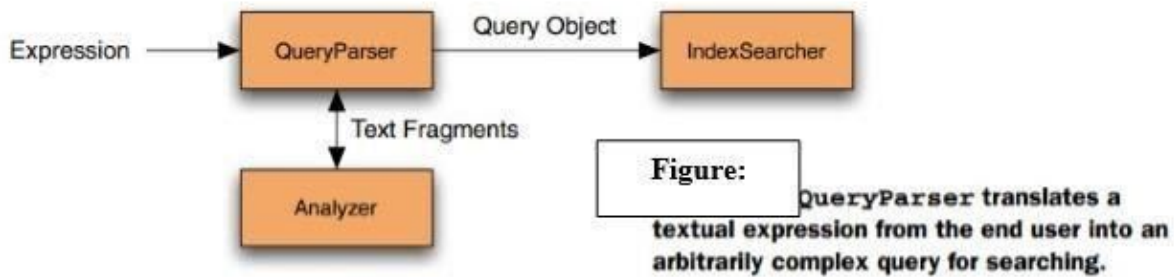 Query Object
Expression
QueryParser
IndexSearcher
Text Fragments
Analyzer
Figure:
QueryParser translates a
textual expression from the end user into an
arbitrarily complex query for searching.